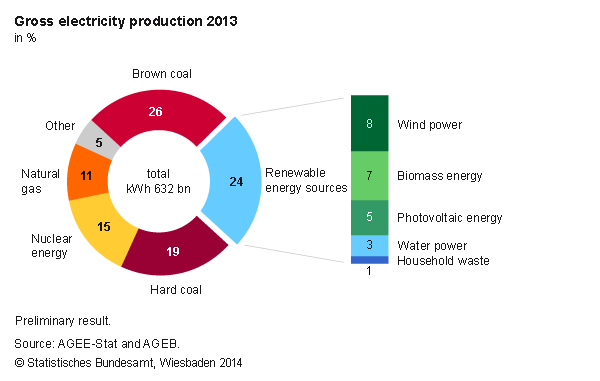 Gross electricity production 2013
in %
Brown coal
26
Other
5
Natural
gas
11
total
kWh 632 bn
24
Renewable
energy sources
15
Nuclear
energy
19
Hard coal
8
Wind power
7
Biomass energy
5
Photovoltaic energy
3
Water power
Household waste
1
Preliminary result.
Source: AGEE-Stat and AGEB.
© Statistisches Bundesamt, Wiesbaden 2014